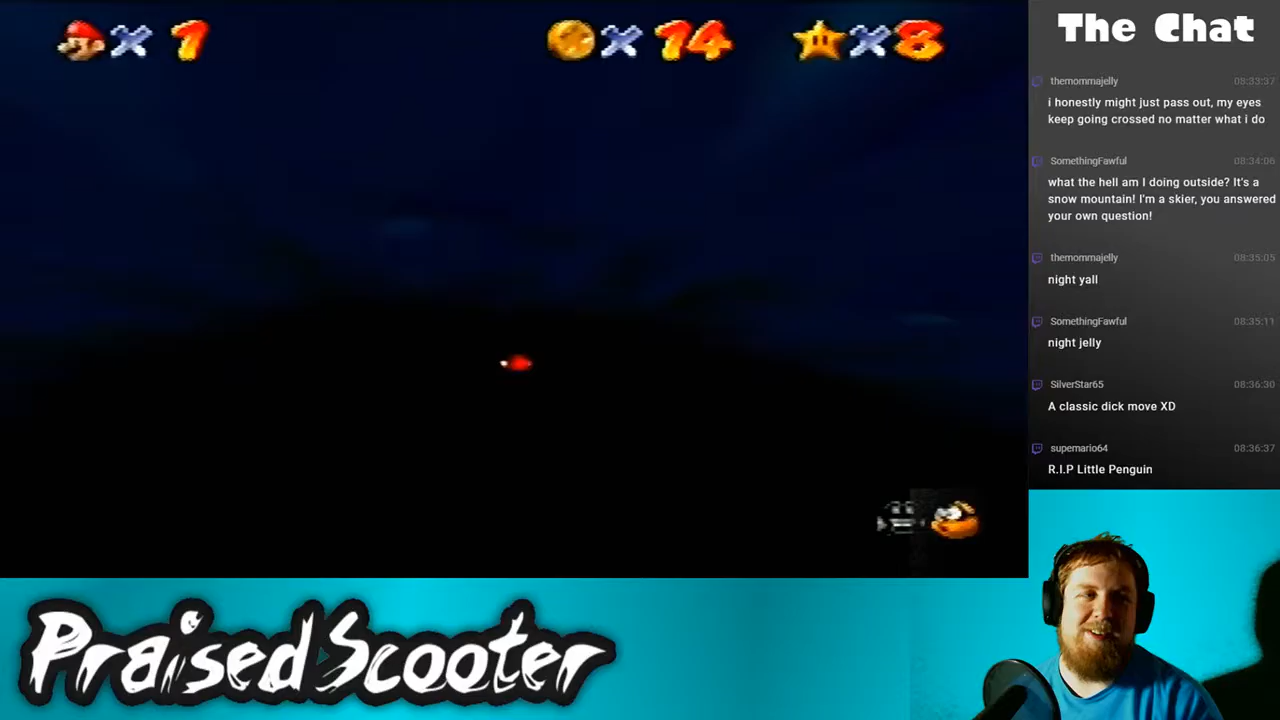 × 1
× 14
× 8
The Chat
themommajelly 08:33:37
i honestly might just pass out, my eyes
keep going crossed no matter what i do
SomethingFawful 08:34:06
what the hell am I doing outside? It's a
snow mountain! I'm a skier, you answered
your own question!
themommajelly 08:35:05
night yall
SomethingFawful 08:35:11
night jelly
SilverStar65 08:36:30
A classic dick move XD
supemario64 08:36:37
R.I.P Little Penguin
PraisedScooter